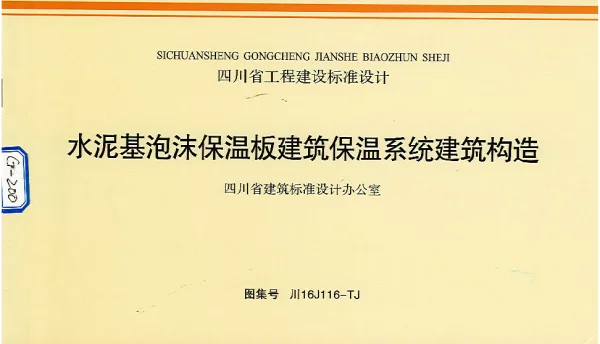 SICHUANSHENG GONGCHENG JIANSHE BIAOZHUN SHEJI
四川省工程建设标准设计
水泥基泡沫保温板建筑保温系统建筑构造
四川省建筑标准设计办公室
G-200
图集号 川16J116-TJ